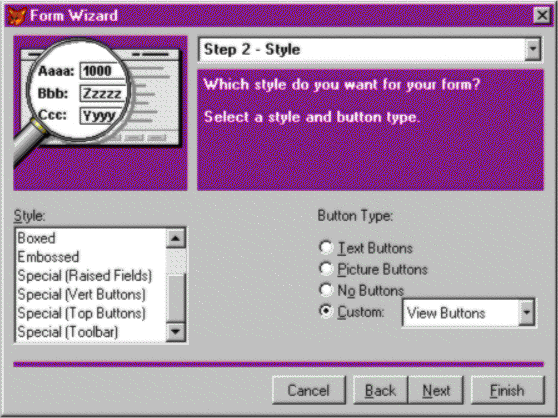 Form Wizard
Step 2 - Style
Aaaa: 1000
Bbb: Zzzzz
Ccc: Yyyy
Which style do you want for your form?
Select a style and button type.
Style:
Boxed
Embossed
Special (Raised Fields)
Special (Vert Buttons)
Special (Top Buttons)
Special (Toolbar)
Button Type:
Text Buttons
Picture Buttons
No Buttons
Custom: View Buttons
Cancel Back Next Finish